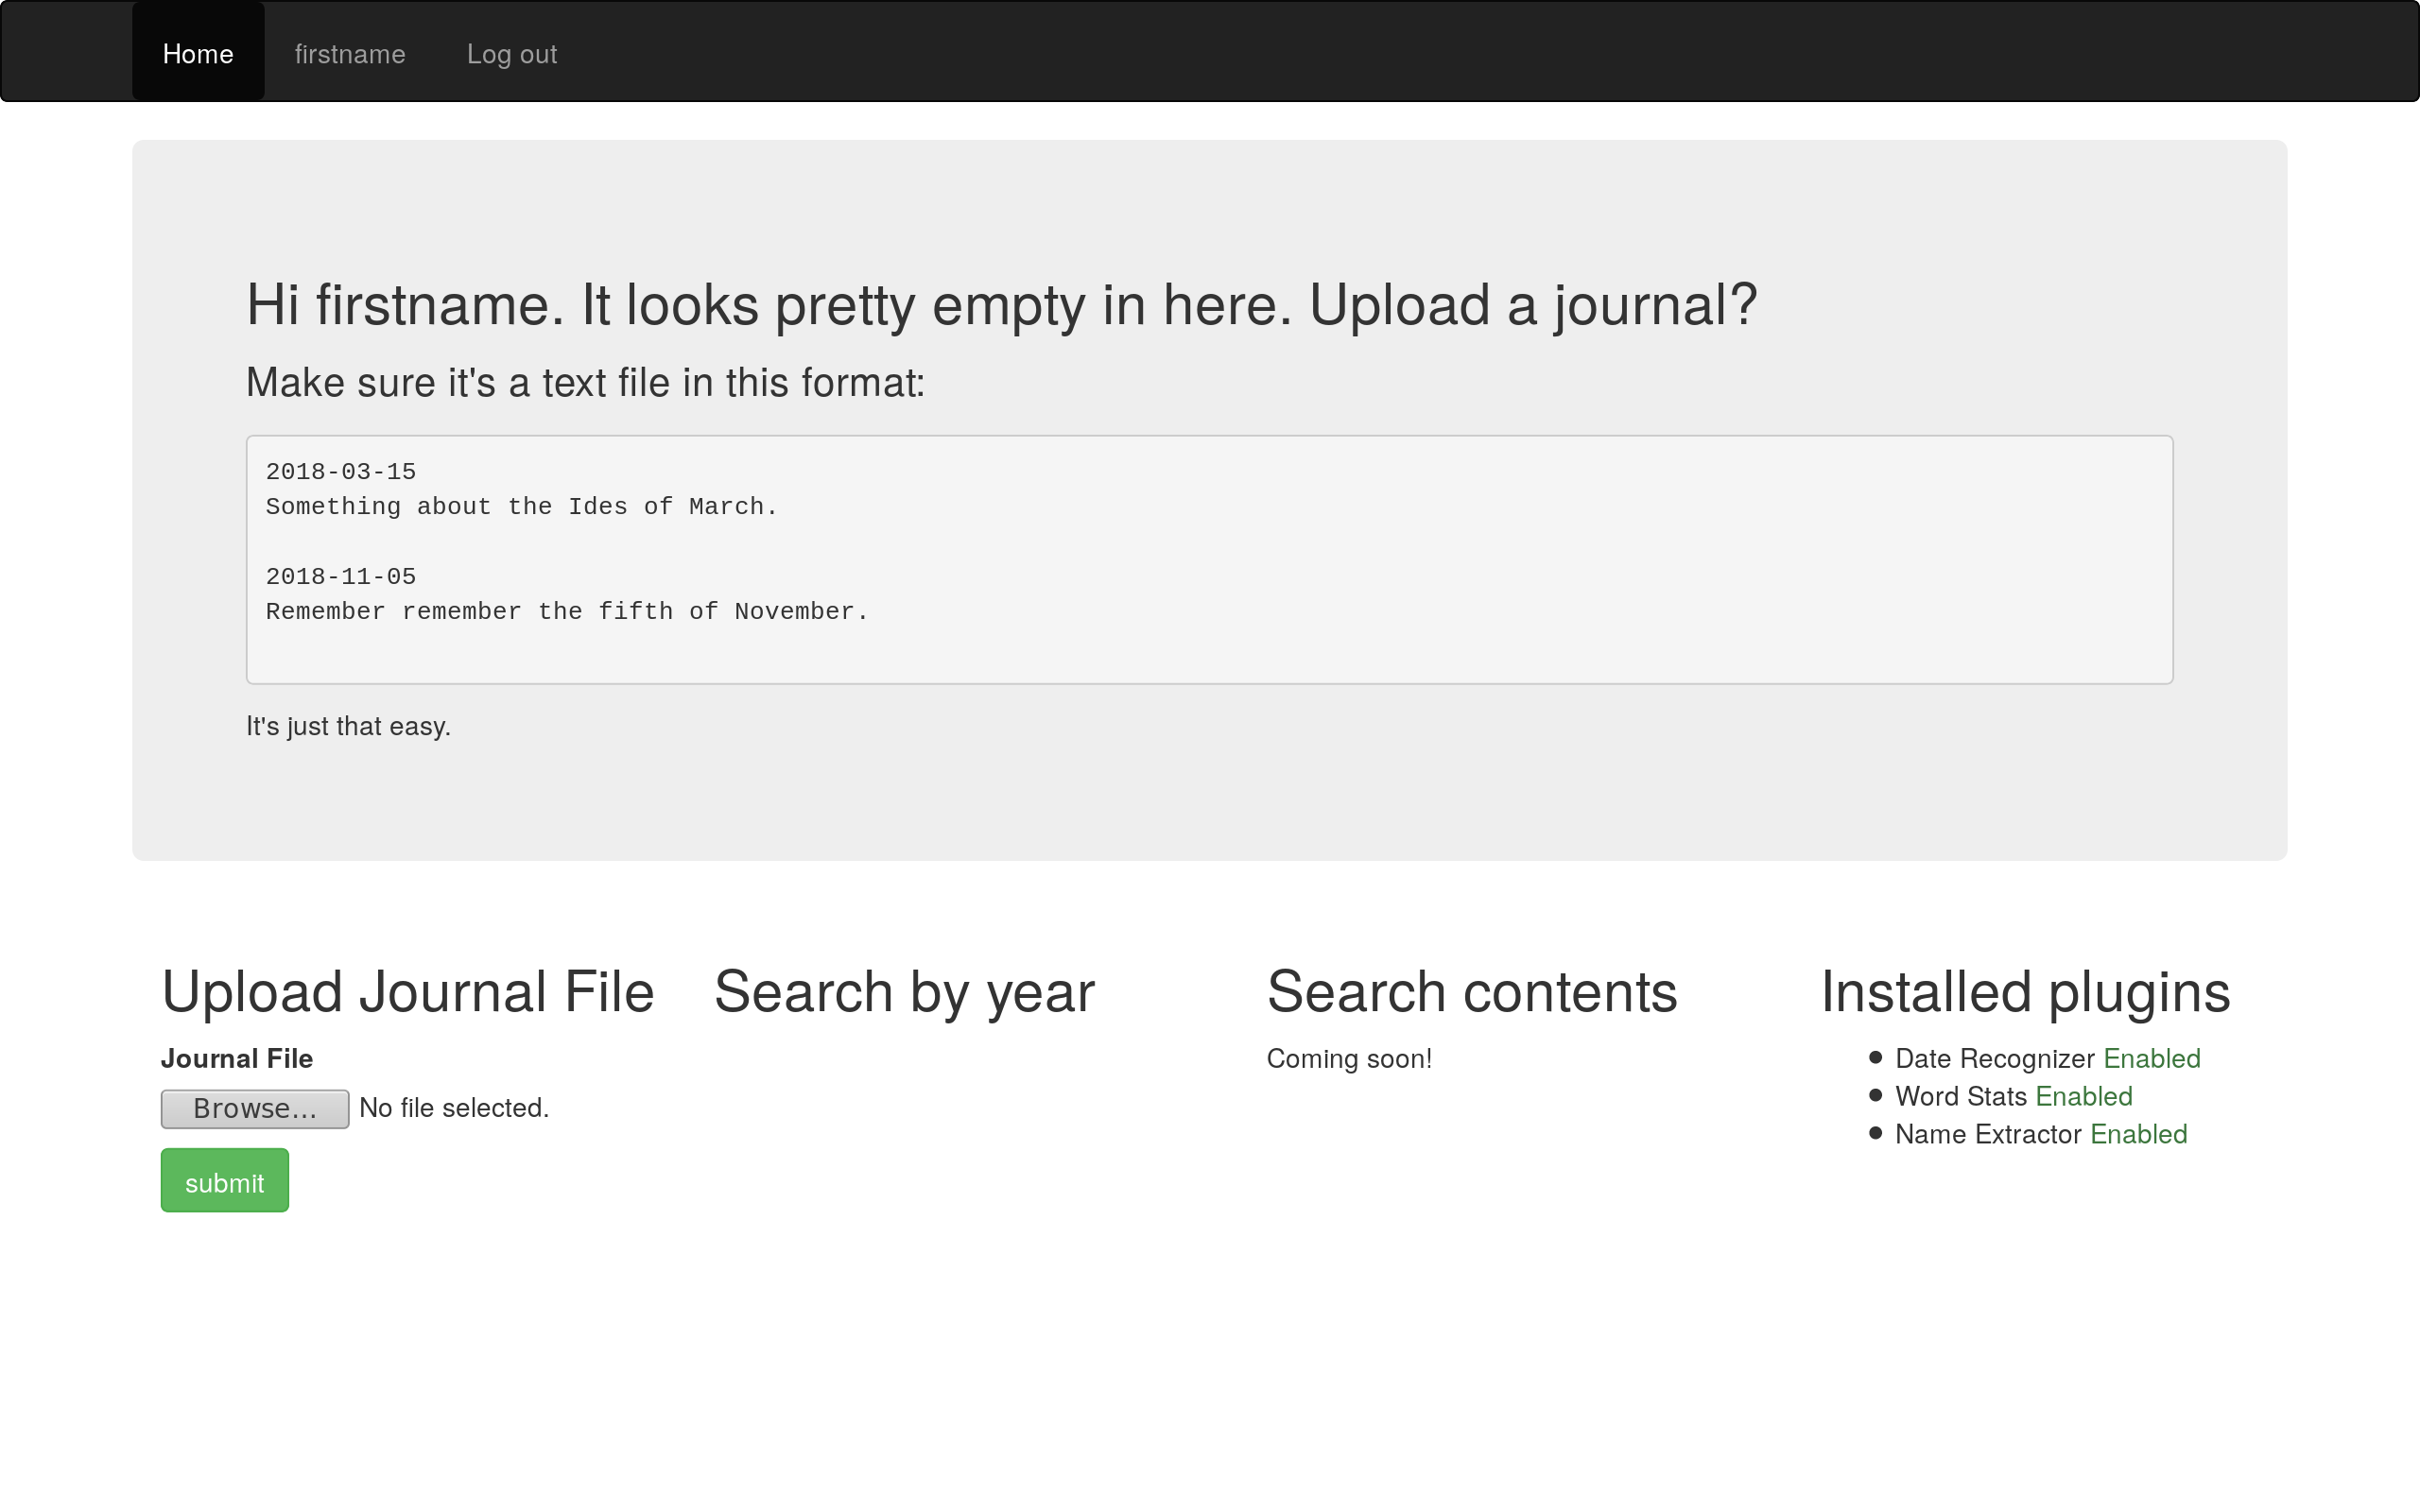 Home firstname Log out
Hi firstname. It looks pretty empty in here. Upload a journal?
Make sure it's a text file in this format:
2018-03-15
Something about the Ides of March.
2018-11-05
Remember remember the fifth of November.
It's just that easy.
Upload Journal File
Journal File
Browse... No file selected.
submit
Search by year
Search contents
Coming soon!
Installed plugins
Date Recognizer Enabled
Word Stats Enabled
Name Extractor Enabled